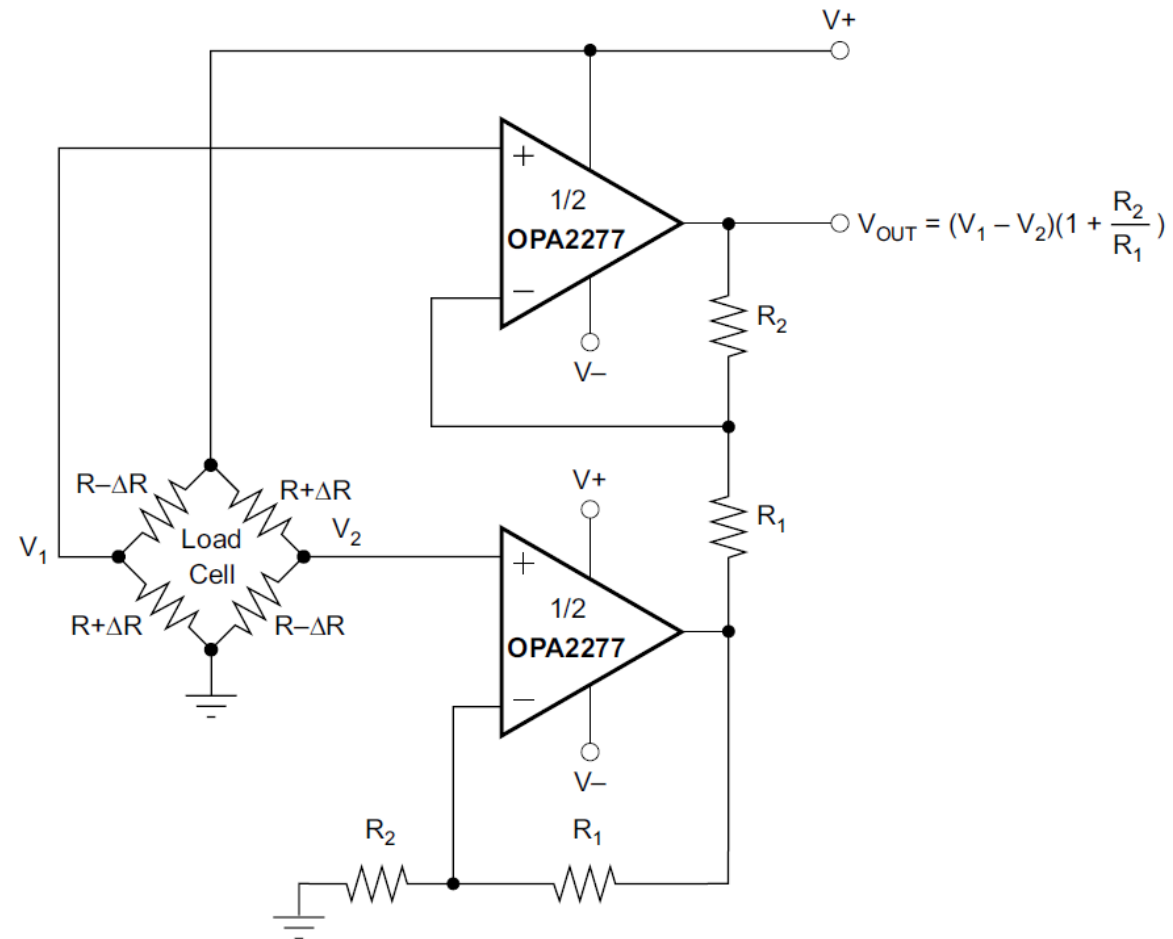 V+
+
1/2
OPA2277
–
V–
V_OUT = (V_1 – V_2)(1 + R_2/R_1)
R_2
R–ΔR
R+ΔR
V_1
V_2
Load
Cell
R+ΔR
R–ΔR
V+
R_1
+
1/2
OPA2277
–
V–
R_2
R_1